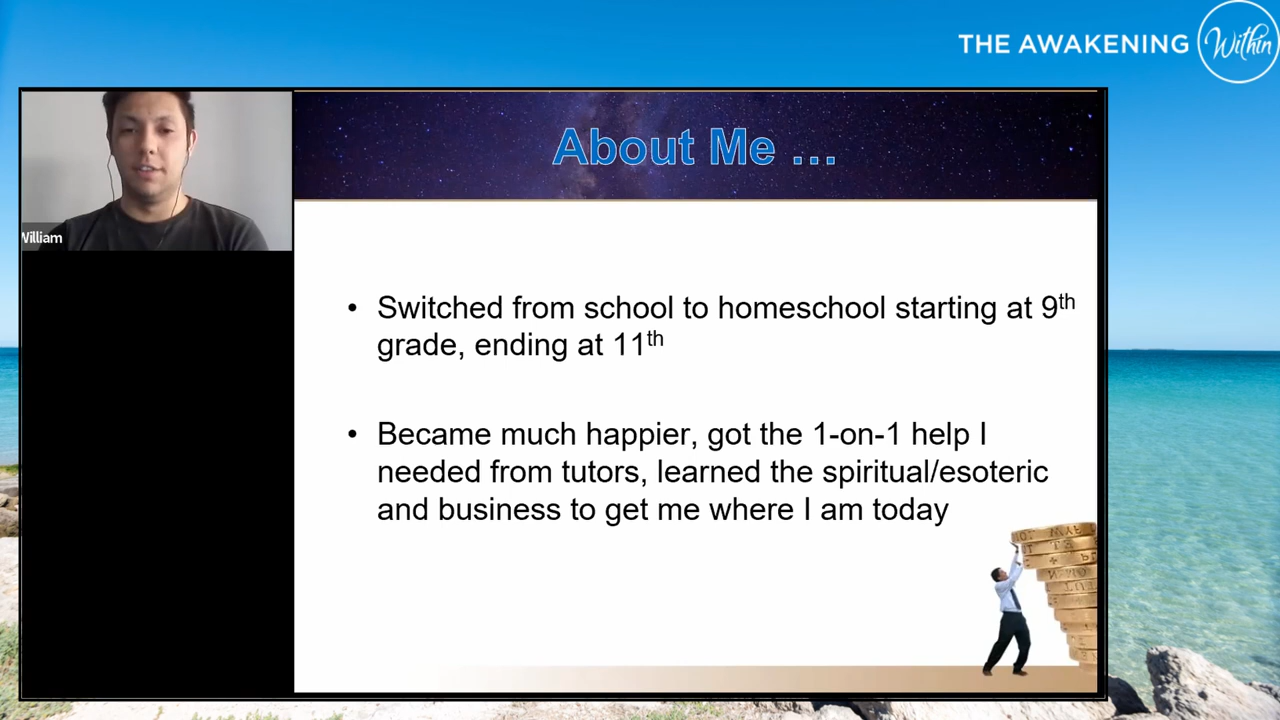 THE AWAKENING Within
About Me ...
William
• Switched from school to homeschool starting at 9th
grade, ending at 11th
• Became much happier, got the 1-on-1 help I
needed from tutors, learned the spiritual/esoteric
and business to get me where I am today